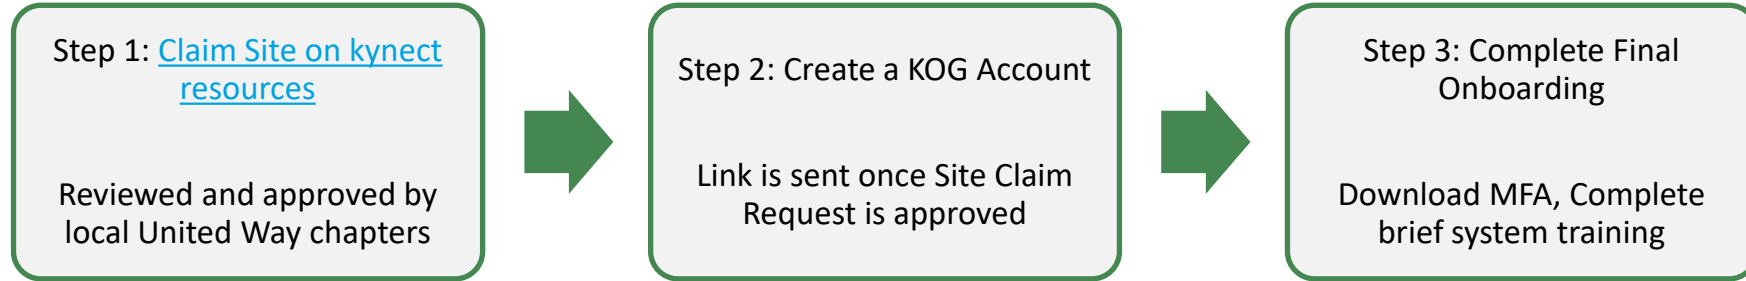 Step 1: Claim Site on kynect
resources
Reviewed and approved by
local United Way chapters
Step 2: Create a KOG Account
Link is sent once Site Claim
Request is approved
Step 3: Complete Final
Onboarding
Download MFA, Complete
brief system training